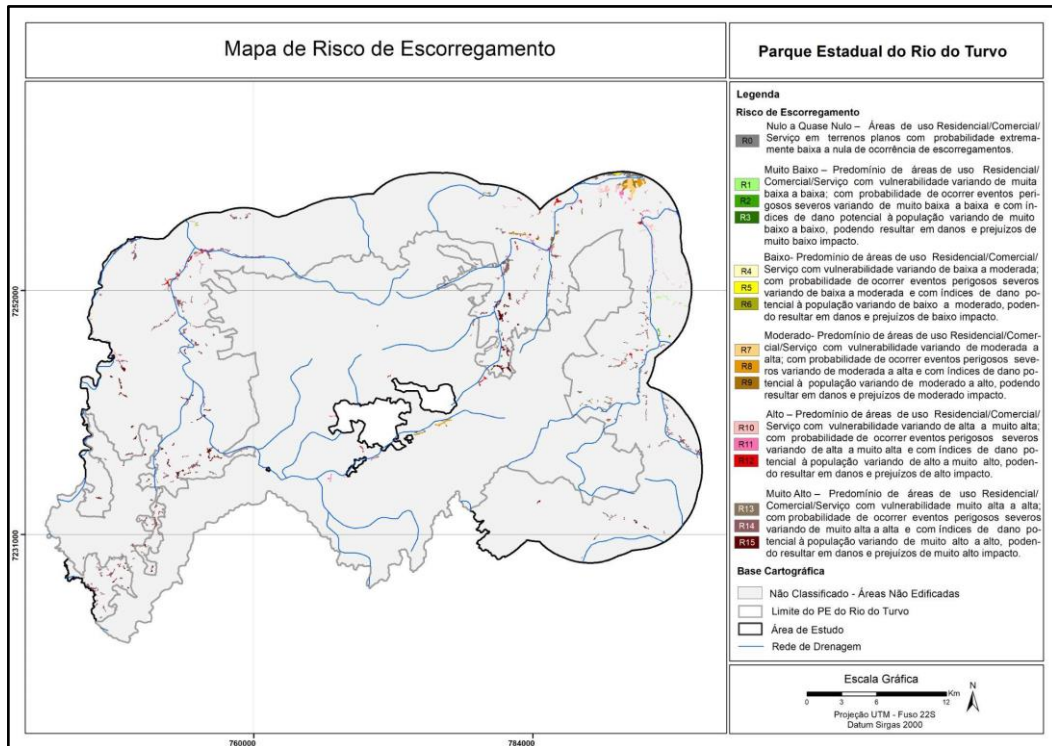 Mapa de Risco de Escorregamento
Parque Estadual do Rio do Turvo
Legenda
Risco de Escorregamento
R0
Nulo a Quase Nulo – Áreas de uso Residencial/Comercial/
Serviço em terrenos planos com probabilidade extrema-
mente baixa a nula de ocorrência de escorregamentos.
R1
R2
R3
Muito Baixo – Predomínio de áreas de uso Residencial/
Comercial/Serviço com vulnerabilidade variando de muita
baixa a baixa; com probabilidade de ocorrer eventos peri-
gosos severos variando de muito baixa a baixa e com ín-
dices de dano potencial à população variando de muito
baixo a baixo, podendo resultar em danos e prejuízos de
muito baixo impacto.
R4
R5
R6
Baixo- Predomínio de áreas de uso Residencial/Comercial/
Serviço com vulnerabilidade variando de baixa a moderada;
com probabilidade de ocorrer eventos perigosos severos
variando de baixa a moderada e com índices de dano po-
tencial à população variando de baixo a moderado, poden-
do resultar em danos e prejuízos de baixo impacto.
R7
R8
R9
Moderado- Predomínio de áreas de uso Residencial/Comer-
cial/Serviço com vulnerabilidade variando de moderada a
alta; com probabilidade de ocorrer eventos perigosos seve-
ros variando de moderada a alta e com índices de dano po-
tencial à população variando de moderado a alto, podendo
resultar em danos e prejuízos de moderado impacto.
R10
R11
R12
Alto – Predomínio de áreas de uso Residencial/Comercial/
Serviço com vulnerabilidade variando de alta a muito alta;
com probabilidade de ocorrer eventos perigosos severos
variando de alta a muito alta e com índices de dano po-
tencial à população variando de alto a muito alto, poden-
do resultar em danos e prejuízos de alto impacto.
R13
R14
R15
Muito Alto – Predomínio de áreas de uso Residencial/
Comercial/Serviço com vulnerabilidade muito alta a alta;
com probabilidade de ocorrer eventos perigosos severos
variando de muito alta a alta e com índices de dano po-
tencial à população variando de muito alto a alto, poden-
do resultar em danos e prejuízos de muito alto impacto.
Base Cartográfica
Não Classificado - Áreas Não Edificadas
Limite do PE do Rio do Turvo
Área de Estudo
Rede de Drenagem
Escala Gráfica
Km
0 3 6 12
N
Projeção UTM - Fuso 22S
Datum Sirgas 2000
7252000
7231000
760000
784000